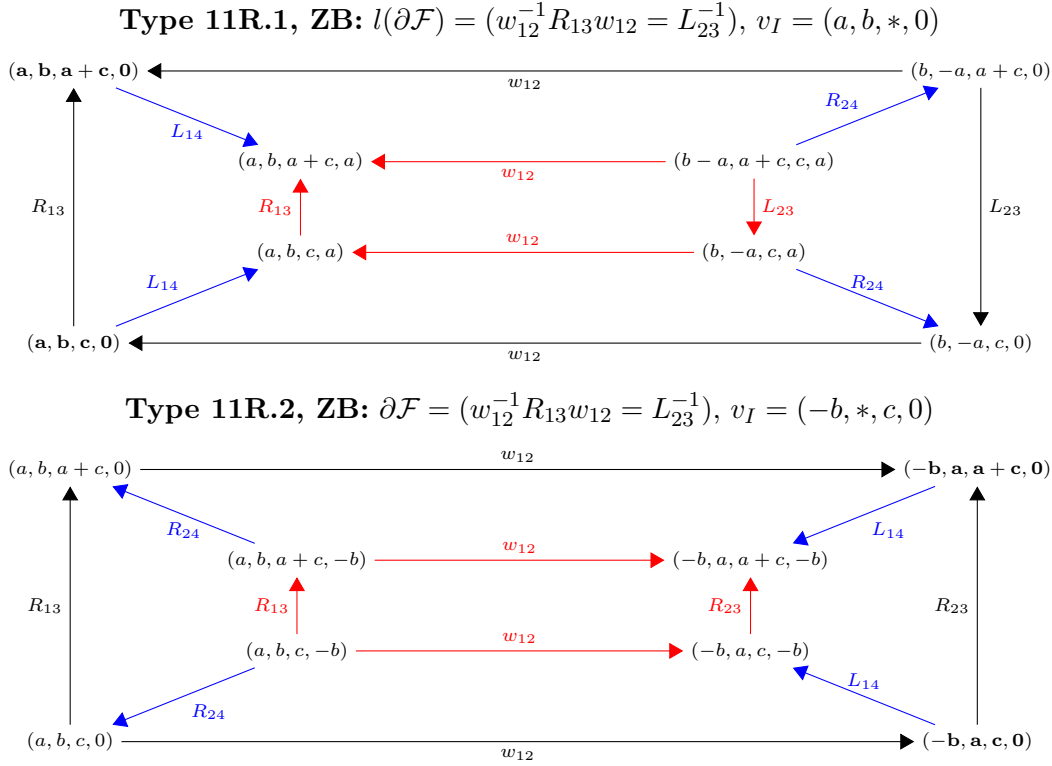 Type 11R.1, ZB: $l(\partial\mathcal{F}) = (w_{12}^{-1}R_{13}w_{12} = L_{23}^{-1})$, $v_I = (a, b, *, 0)$
(a, b, a + c, 0) $w_{12}$ (b, −a, a + c, 0)
$L_{14}$ $R_{24}$
(a, b, a + c, a) $w_{12}$ (b − a, a + c, c, a)
$R_{13}$ $R_{13}$ $L_{23}$ $L_{23}$
(a, b, c, a) $w_{12}$ (b, −a, c, a)
$L_{14}$ $R_{24}$
(a, b, c, 0) $w_{12}$ (b, −a, c, 0)
Type 11R.2, ZB: $\partial\mathcal{F} = (w_{12}^{-1}R_{13}w_{12} = L_{23}^{-1})$, $v_I = (-b, *, c, 0)$
(a, b, a + c, 0) $w_{12}$ (−b, a, a + c, 0)
$R_{24}$ $L_{14}$
(a, b, a + c, −b) $w_{12}$ (−b, a, a + c, −b)
$R_{13}$ $R_{13}$ $R_{23}$ $R_{23}$
(a, b, c, −b) $w_{12}$ (−b, a, c, −b)
$R_{24}$ $L_{14}$
(a, b, c, 0) $w_{12}$ (−b, a, c, 0)